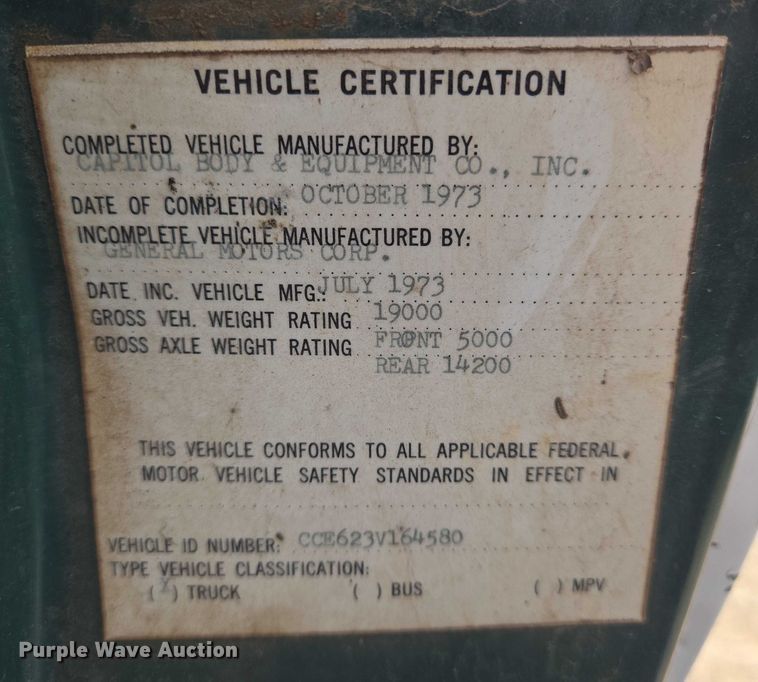 VEHICLE CERTIFICATION
COMPLETED VEHICLE MANUFACTURED BY:
CAPITOL BODY & EQUIPMENT CO., INC.
DATE OF COMPLETION: OCTOBER 1973
INCOMPLETE VEHICLE MANUFACTURED BY:
GENERAL MOTORS CORP.
DATE INC. VEHICLE MFG.: JULY 1973
GROSS VEH. WEIGHT RATING 19000
GROSS AXLE WEIGHT RATING FRONT 5000
REAR 14200
THIS VEHICLE CONFORMS TO ALL APPLICABLE FEDERAL
MOTOR VEHICLE SAFETY STANDARDS IN EFFECT IN
VEHICLE ID NUMBER: CCE623V164580
TYPE VEHICLE CLASSIFICATION:
(X) TRUCK ( ) BUS ( ) MPV
Purple Wave Auction